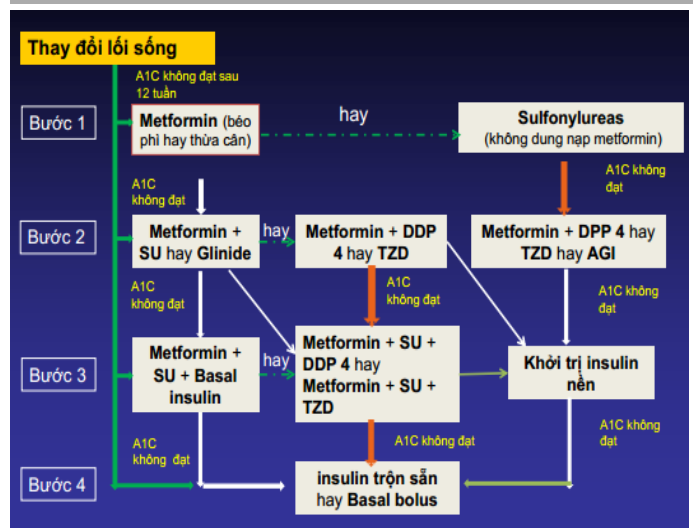 Thay đổi lối sống
A1C không đạt sau
12 tuần
Bước 1
Metformin (béo
phì hay thừa cân)
hay
Sulfonylureas
(không dung nạp metformin)
A1C
không đạt
A1C không
đạt
Bước 2
Metformin +
SU hay Glinide
hay
Metformin + DDP
4 hay TZD
Metformin + DPP 4 hay
TZD hay AGI
A1C
không đạt
A1C
không đạt
A1C không
đạt
Bước 3
Metformin +
SU + Basal
insulin
hay
Metformin + SU +
DDP 4 hay
Metformin + SU +
TZD
Khởi trị insulin
nền
A1C
không đạt
A1C không đạt
A1C không
đạt
Bước 4
insulin trộn sẵn
hay Basal bolus